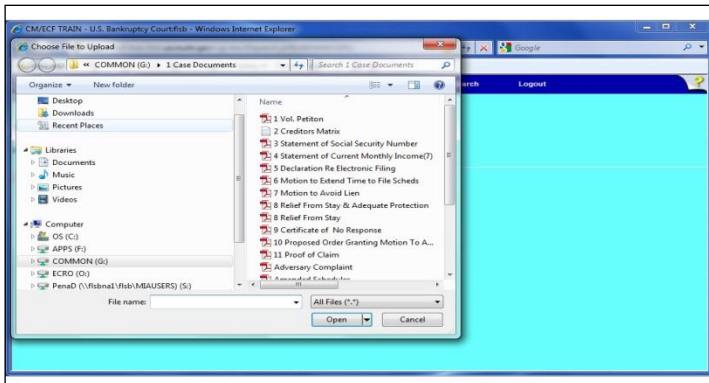 CM/ECF TRAIN - U.S. Bankruptcy Court:flsb - Windows Internet Explorer
Choose File to Upload
« COMMON (G:) ▸ 1 Case Documents
Search 1 Case Documents
Google
Organize
New folder
arch
Logout
?
Desktop
Downloads
Recent Places
Libraries
Documents
Music
Pictures
Videos
Computer
OS (C:)
APPS (F:)
COMMON (G:)
ECRO (O:)
PenaD (\\flsbna1\flsb\MIAUSERS) (S:)
Name
1 Vol. Petiton
2 Creditors Matrix
3 Statement of Social Security Number
4 Statement of Current Monthly Income(7)
5 Declaration Re Electronic Filing
6 Motion to Extend Time to File Scheds
7 Motion to Avoid Lien
8 Relief From Stay & Adequate Protection
8 Relief From Stay
9 Certificate of No Response
10 Proposed Order Granting Motion To A...
11 Proof of Claim
Adversary Complaint
Amended Schedules
File name:
All Files (*.*)
Open
Cancel